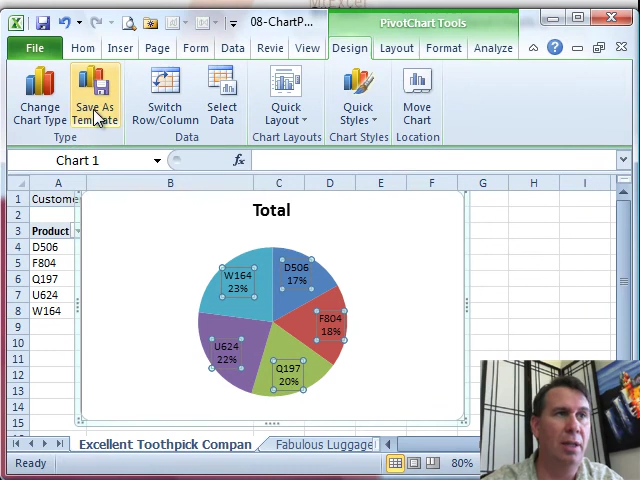 MrExcel
08-ChartP...
PivotChart Tools
File Hom Inser Page Form Data Revie View Design Layout Format Analyze
Change Chart Type
Save As Template
Switch Row/Column
Select Data
Quick Layout
Quick Styles
Move Chart
Type Data Chart Layouts Chart Styles Location
Chart 1 fx
A B C D E F G H I
1 Custome
2
3 Product
4 D506
5 F804
6 Q197
7 U624
8 W164
9
10
11
12
13
14
15
Total
W164
23%
D506
17%
F804
18%
U624
22%
Q197
20%
Excellent Toothpick Compan Fabulous Luggage
Ready 80%